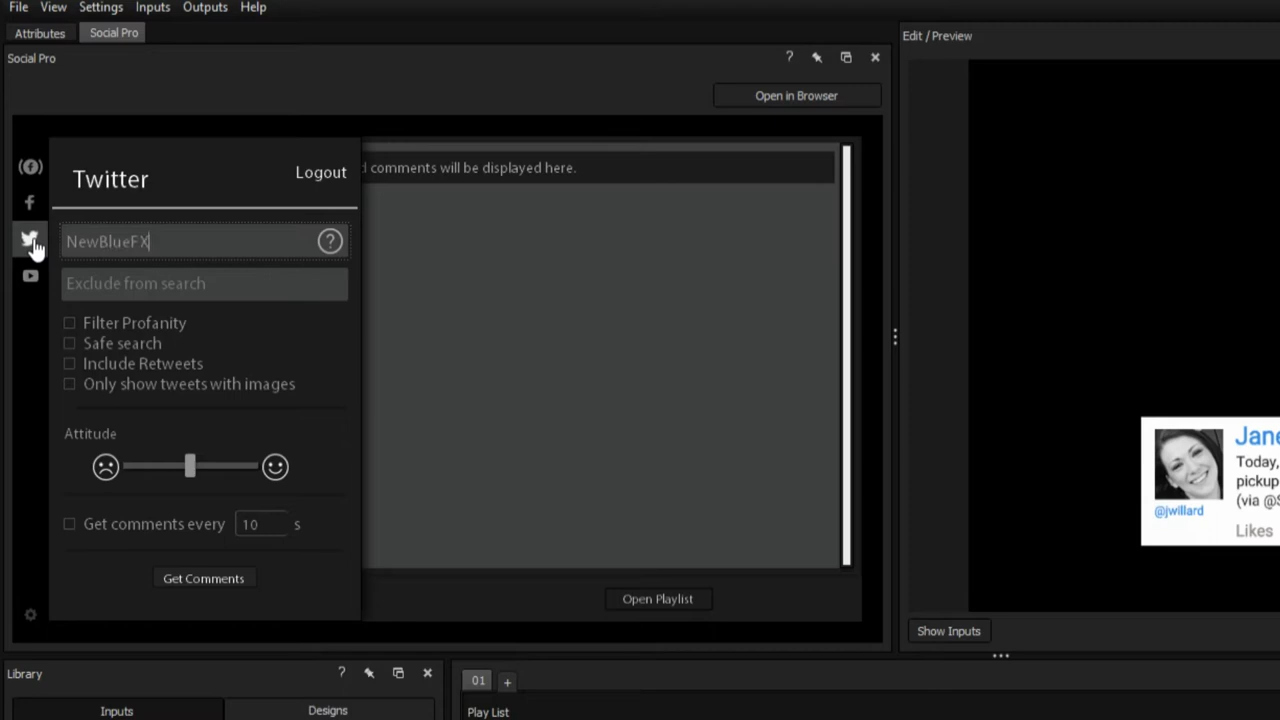 File View Settings Inputs Outputs Help
Attributes Social Pro
Social Pro
?
Edit / Preview
Open in Browser
Twitter
Logout
comments will be displayed here.
NewBlueFX
?
Exclude from search
Filter Profanity
Safe search
Include Retweets
Only show tweets with images
Attitude
Get comments every 10 s
Get Comments
Open Playlist
Jane
Today,
pickup
(via
@jwillard
Likes
Show Inputs
Library
?
01 +
Inputs Designs
Play List